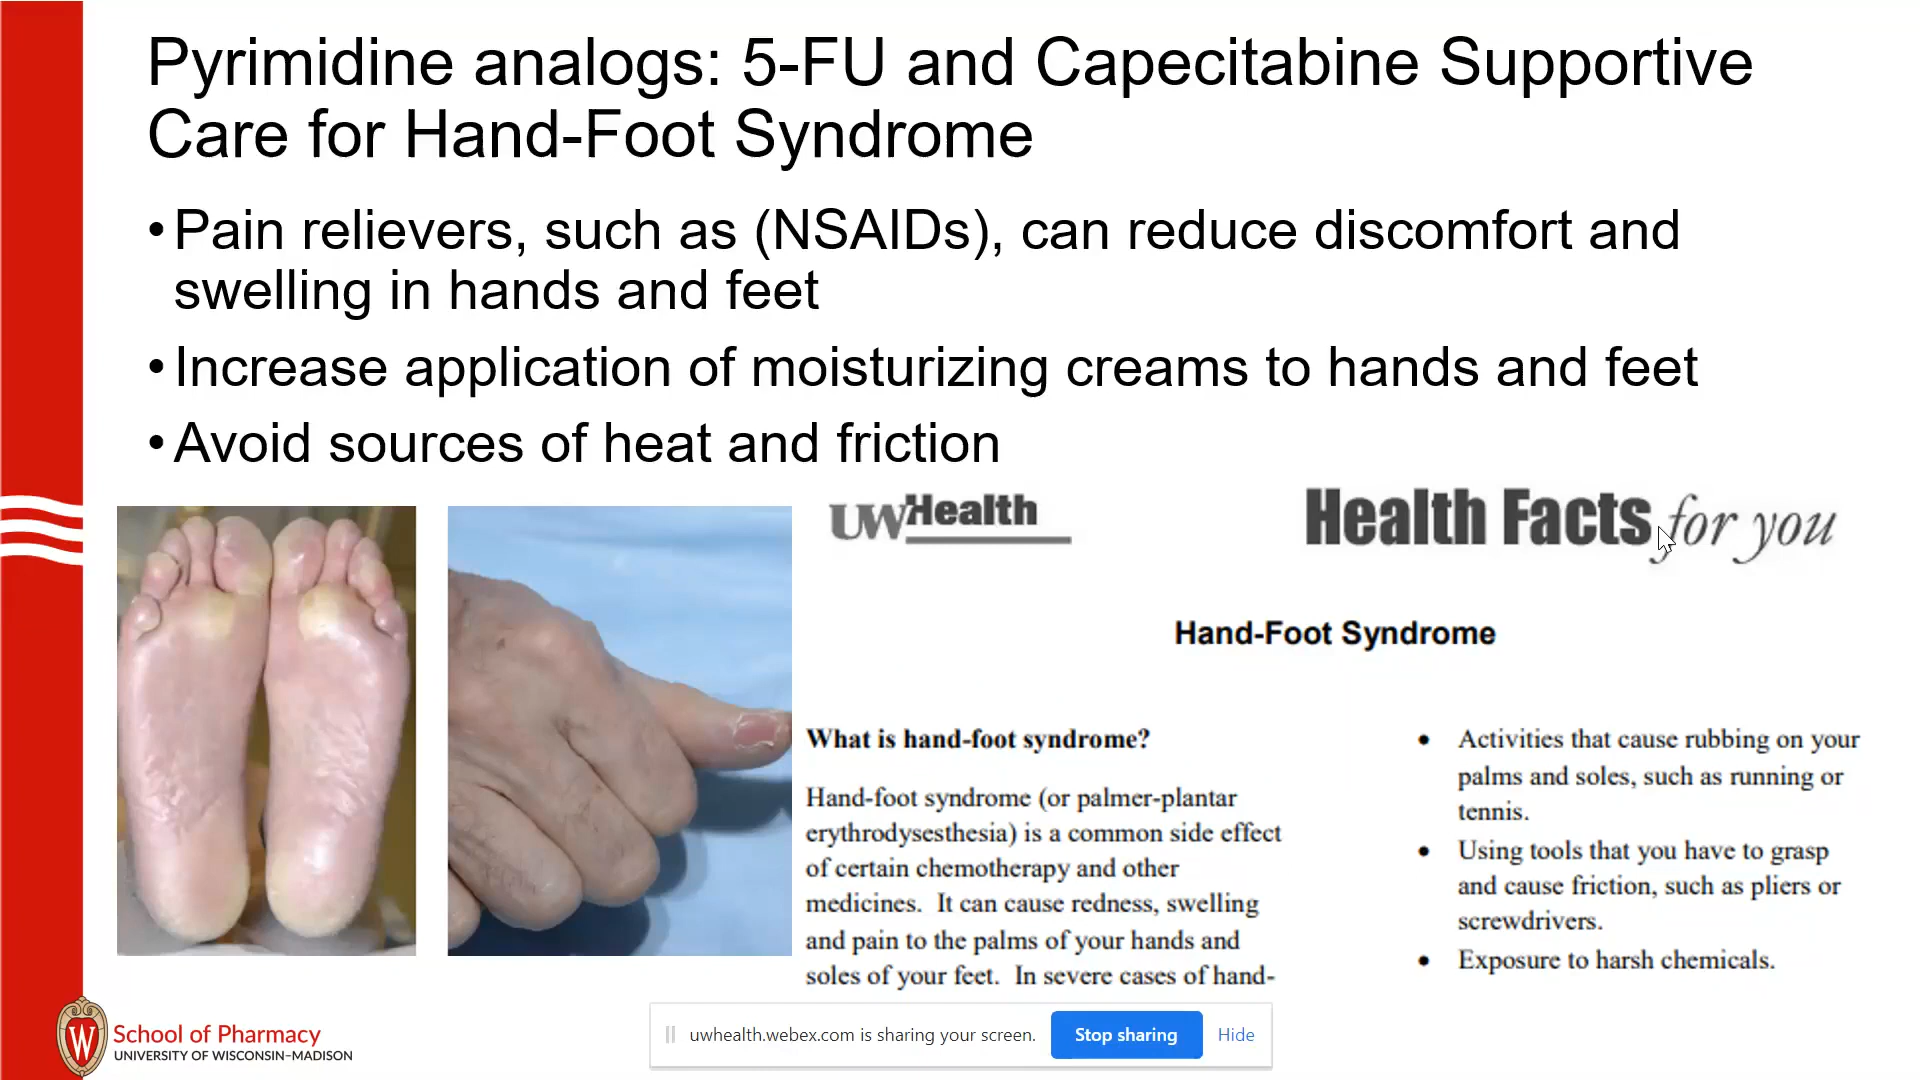 Pyrimidine analogs: 5-FU and Capecitabine Supportive
Care for Hand-Foot Syndrome
•Pain relievers, such as (NSAIDs), can reduce discomfort and
swelling in hands and feet
•Increase application of moisturizing creams to hands and feet
•Avoid sources of heat and friction
UWHealth
Health Facts for you
Hand-Foot Syndrome
What is hand-foot syndrome?
Hand-foot syndrome (or palmer-plantar
erythrodysesthesia) is a common side effect
of certain chemotherapy and other
medicines. It can cause redness, swelling
and pain to the palms of your hands and
soles of your feet. In severe cases of hand-
• Activities that cause rubbing on your
palms and soles, such as running or
tennis.
• Using tools that you have to grasp
and cause friction, such as pliers or
screwdrivers.
• Exposure to harsh chemicals.
W
School of Pharmacy
UNIVERSITY OF WISCONSIN–MADISON
uwhealth.webex.com is sharing your screen.
Stop sharing
Hide